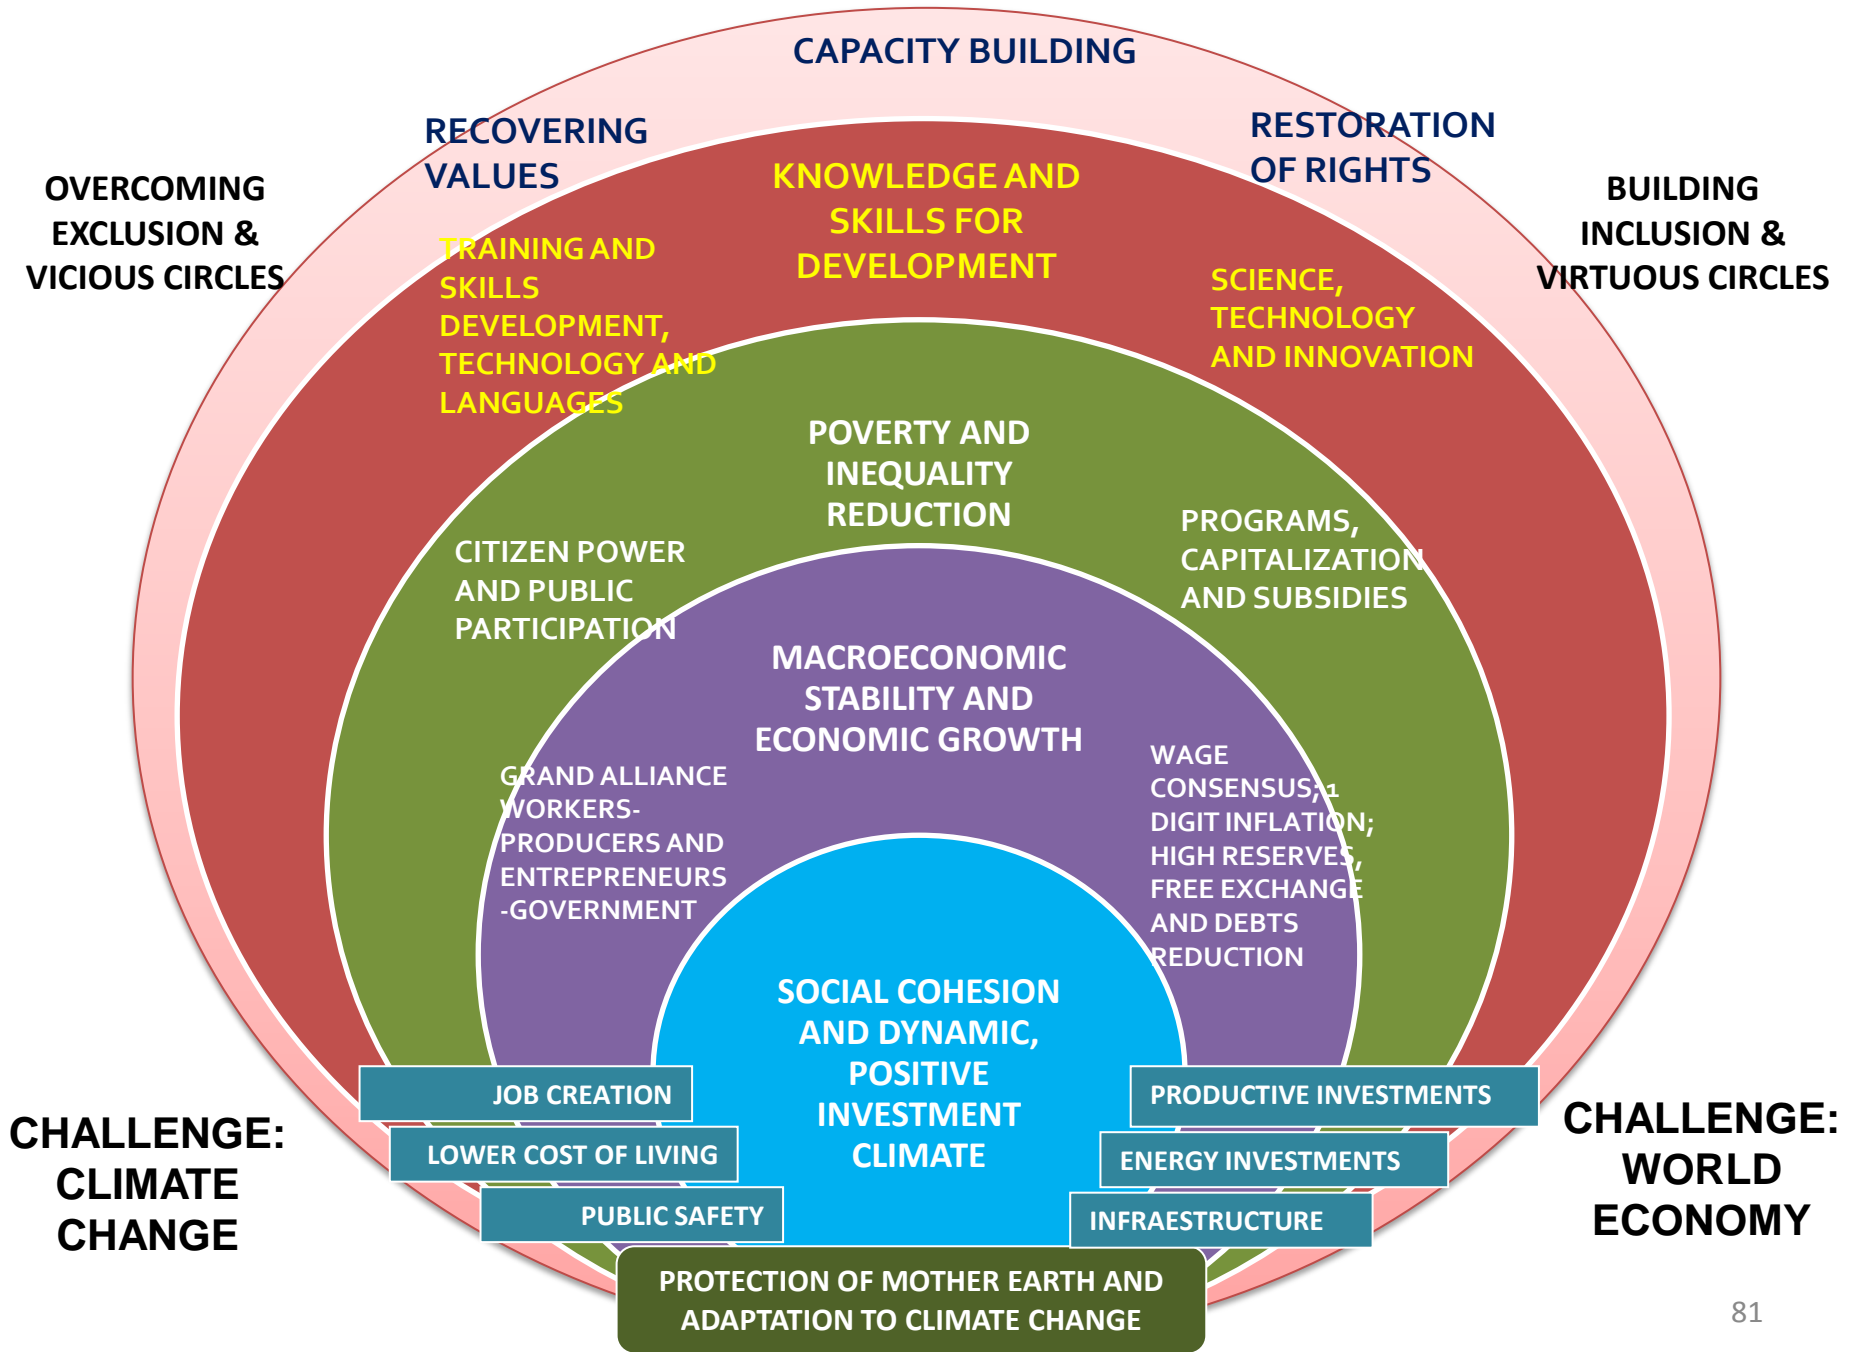 CAPACITY BUILDING
RECOVERING
VALUES
RESTORATION
OF RIGHTS
OVERCOMING
EXCLUSION &
VICIOUS CIRCLES
BUILDING
INCLUSION &
VIRTUOUS CIRCLES
KNOWLEDGE AND
SKILLS FOR
DEVELOPMENT
TRAINING AND
SKILLS
DEVELOPMENT,
TECHNOLOGY AND
LANGUAGES
SCIENCE,
TECHNOLOGY
AND INNOVATION
POVERTY AND
INEQUALITY
REDUCTION
CITIZEN POWER
AND PUBLIC
PARTICIPATION
PROGRAMS,
CAPITALIZATION
AND SUBSIDIES
MACROECONOMIC
STABILITY AND
ECONOMIC GROWTH
GRAND ALLIANCE
WORKERS-
PRODUCERS AND
ENTREPRENEURS
-GOVERNMENT
WAGE
CONSENSUS; 1
DIGIT INFLATION;
HIGH RESERVES,
FREE EXCHANGE
AND DEBTS
REDUCTION
SOCIAL COHESION
AND DYNAMIC,
POSITIVE
INVESTMENT
CLIMATE
JOB CREATION
LOWER COST OF LIVING
PUBLIC SAFETY
PRODUCTIVE INVESTMENTS
ENERGY INVESTMENTS
INFRAESTRUCTURE
CHALLENGE:
CLIMATE
CHANGE
CHALLENGE:
WORLD
ECONOMY
PROTECTION OF MOTHER EARTH AND
ADAPTATION TO CLIMATE CHANGE
81